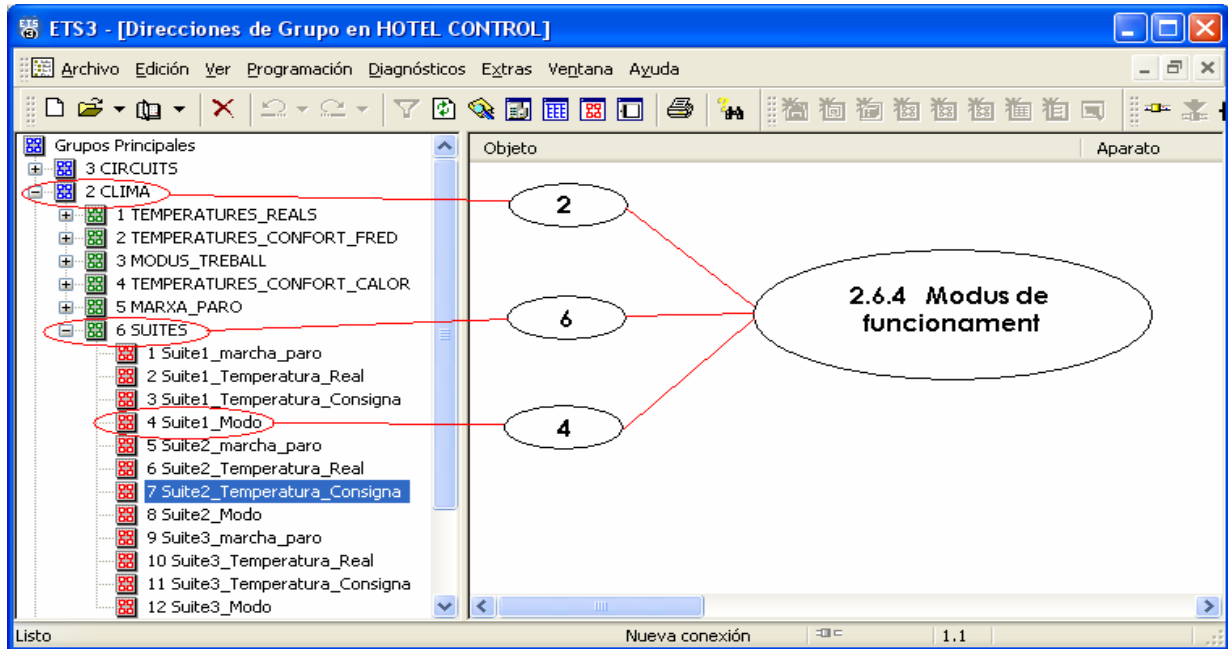 ETS3 - [Direcciones de Grupo en HOTEL CONTROL]
Archivo Edición Ver Programación Diagnósticos Extras Ventana Ayuda
Grupos Principales
3 CIRCUITS
2 CLIMA
1 TEMPERATURES_REALS
2 TEMPERATURES_CONFORT_FRED
3 MODUS_TREBALL
4 TEMPERATURES_CONFORT_CALOR
5 MARXA_PARO
6 SUITES
1 Suite1_marcha_paro
2 Suite1_Temperatura_Real
3 Suite1_Temperatura_Consigna
4 Suite1_Modo
5 Suite2_marcha_paro
6 Suite2_Temperatura_Real
7 Suite2_Temperatura_Consigna
8 Suite2_Modo
9 Suite3_marcha_paro
10 Suite3_Temperatura_Real
11 Suite3_Temperatura_Consigna
12 Suite3_Modo
Objeto Aparato
2
6
4
2.6.4 Modus de
funcionament
Listo Nueva conexión 1.1